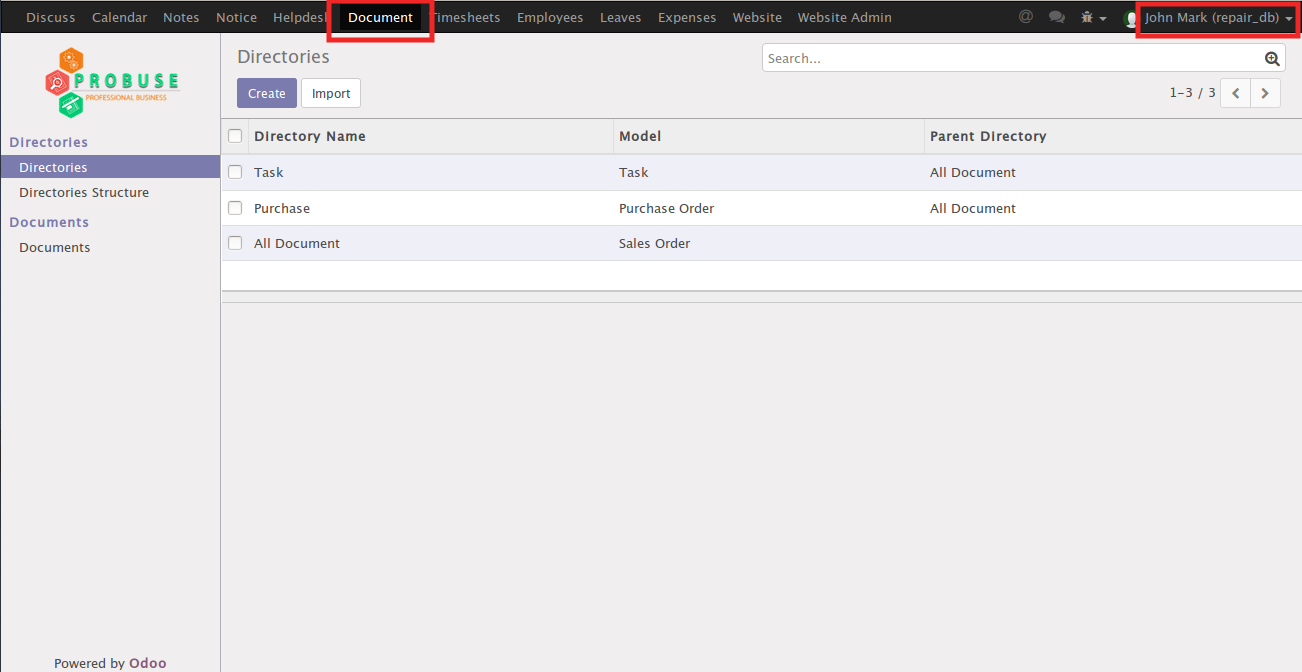 Discuss Calendar Notes Notice Helpdesk Document Timesheets Employees Leaves Expenses Website Website Admin @ John Mark (repair_db)
PROBUSE
PROFESSIONAL BUSINESS
Directories
Directories
Directories Structure
Documents
Documents
Powered by Odoo
Directories
Search...
Create Import
1-3 / 3
Directory Name Model Parent Directory
Task Task All Document
Purchase Purchase Order All Document
All Document Sales Order